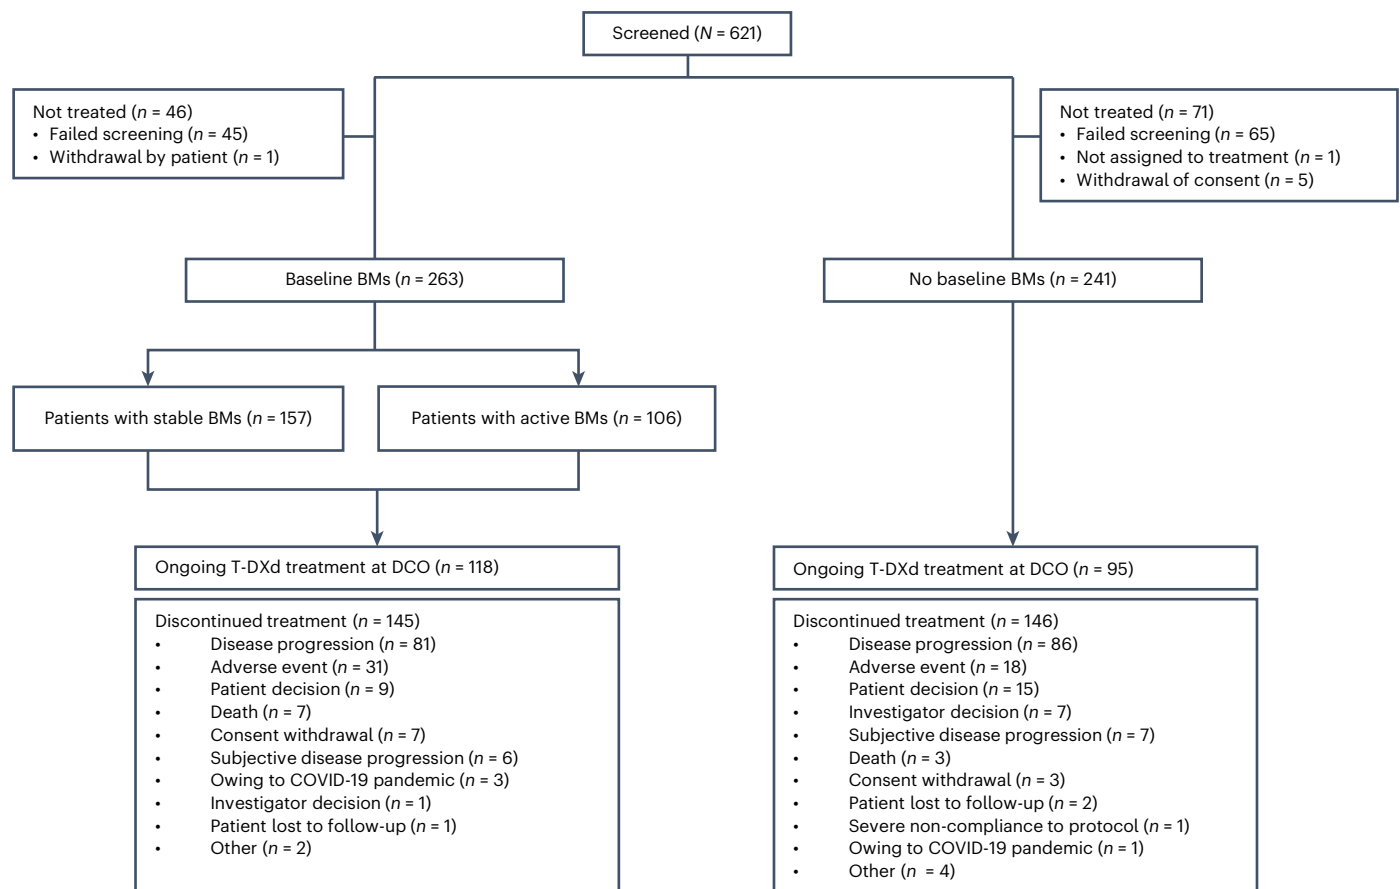 Screened (N = 621)
Not treated (n = 46)
• Failed screening (n = 45)
• Withdrawal by patient (n = 1)
Not treated (n = 71)
• Failed screening (n = 65)
• Not assigned to treatment (n = 1)
• Withdrawal of consent (n = 5)
Baseline BMs (n = 263)
No baseline BMs (n = 241)
Patients with stable BMs (n = 157)
Patients with active BMs (n = 106)
Ongoing T-DXd treatment at DCO (n = 118)
Discontinued treatment (n = 145)
• Disease progression (n = 81)
• Adverse event (n = 31)
• Patient decision (n = 9)
• Death (n = 7)
• Consent withdrawal (n = 7)
• Subjective disease progression (n = 6)
• Owing to COVID-19 pandemic (n = 3)
• Investigator decision (n = 1)
• Patient lost to follow-up (n = 1)
• Other (n = 2)
Ongoing T-DXd treatment at DCO (n = 95)
Discontinued treatment (n = 146)
• Disease progression (n = 86)
• Adverse event (n = 18)
• Patient decision (n = 15)
• Investigator decision (n = 7)
• Subjective disease progression (n = 7)
• Death (n = 3)
• Consent withdrawal (n = 3)
• Patient lost to follow-up (n = 2)
• Severe non-compliance to protocol (n = 1)
• Owing to COVID-19 pandemic (n = 1)
• Other (n = 4)